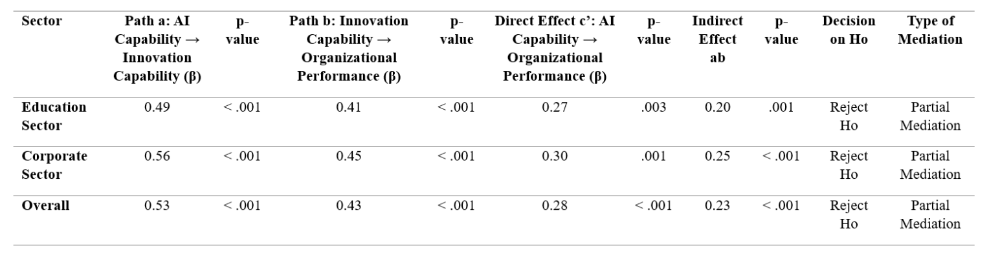 Sector Path a: AI Capability → Innovation Capability (β) p-value Path b: Innovation Capability → Organizational Performance (β) p-value Direct Effect c’: AI Capability → Organizational Performance (β) p-value Indirect Effect ab p-value Decision on Ho Type of Mediation
Education Sector 0.49 < .001 0.41 < .001 0.27 .003 0.20 .001 Reject Ho Partial Mediation
Corporate Sector 0.56 < .001 0.45 < .001 0.30 .001 0.25 < .001 Reject Ho Partial Mediation
Overall 0.53 < .001 0.43 < .001 0.28 < .001 0.23 < .001 Reject Ho Partial Mediation